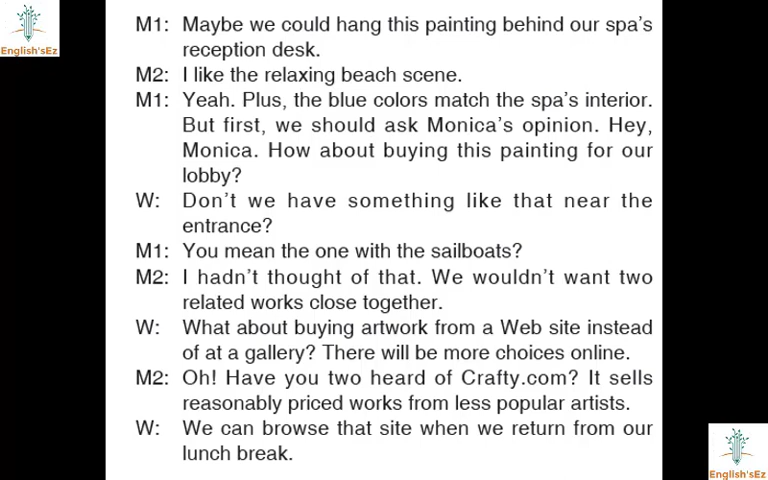 English'sEz
M1: Maybe we could hang this painting behind our spa's
reception desk.
M2: I like the relaxing beach scene.
M1: Yeah. Plus, the blue colors match the spa's interior.
But first, we should ask Monica's opinion. Hey,
Monica. How about buying this painting for our
lobby?
W: Don't we have something like that near the
entrance?
M1: You mean the one with the sailboats?
M2: I hadn't thought of that. We wouldn't want two
related works close together.
W: What about buying artwork from a Web site instead
of at a gallery? There will be more choices online.
M2: Oh! Have you two heard of Crafty.com? It sells
reasonably priced works from less popular artists.
W: We can browse that site when we return from our
lunch break.
English'sEz